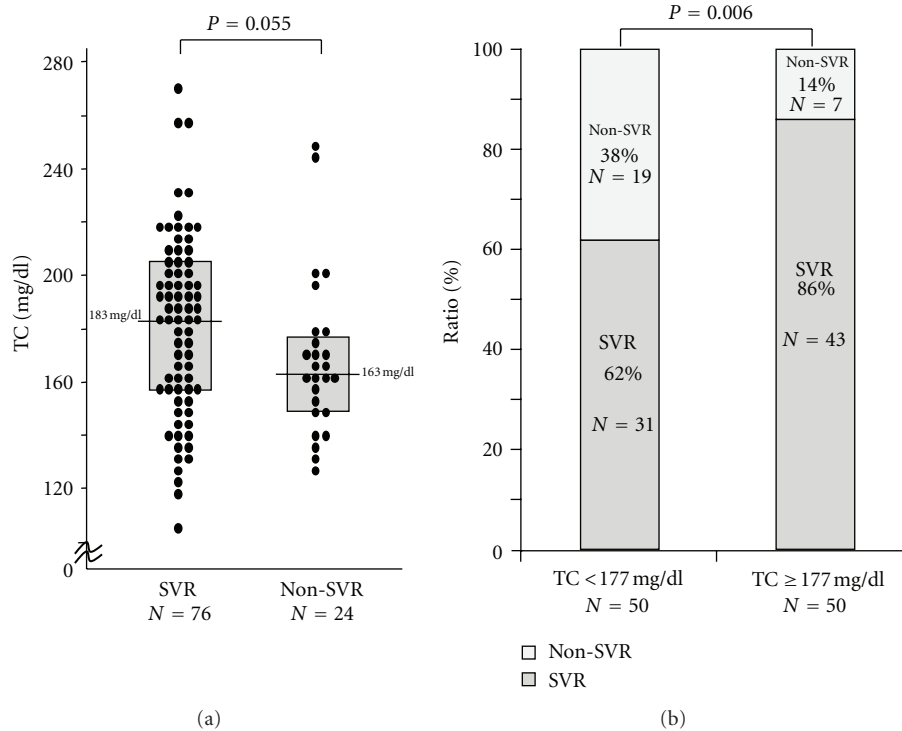 P = 0.055
280
240
200
160
120
0
TC (mg/dl)
183 mg/dl
163 mg/dl
SVR
N = 76
Non-SVR
N = 24
(a)
P = 0.006
100
80
60
40
20
0
Ratio (%)
Non-SVR
38%
N = 19
SVR
62%
N = 31
Non-SVR
14%
N = 7
SVR
86%
N = 43
TC < 177 mg/dl
N = 50
TC ≥ 177 mg/dl
N = 50
Non-SVR
SVR
(b)